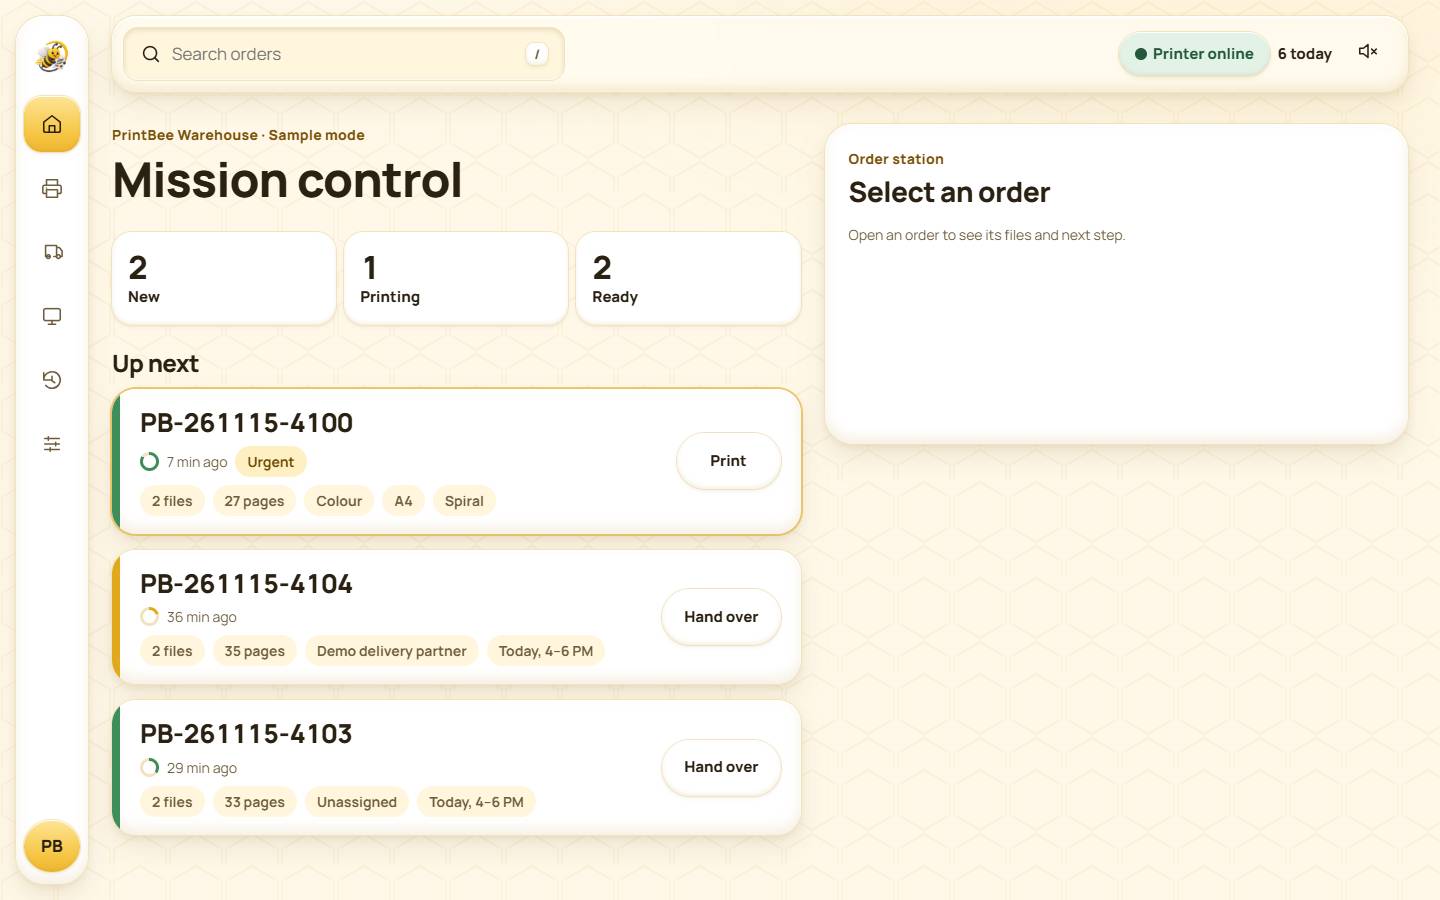 Search orders
/
Printer online
6 today
PrintBee Warehouse · Sample mode
Mission control
2
New
1
Printing
2
Ready
Up next
PB-261115-4100
7 min ago
Urgent
2 files
27 pages
Colour
A4
Spiral
Print
PB-261115-4104
36 min ago
2 files
35 pages
Demo delivery partner
Today, 4–6 PM
Hand over
PB-261115-4103
29 min ago
2 files
33 pages
Unassigned
Today, 4–6 PM
Hand over
Order station
Select an order
Open an order to see its files and next step.
PB